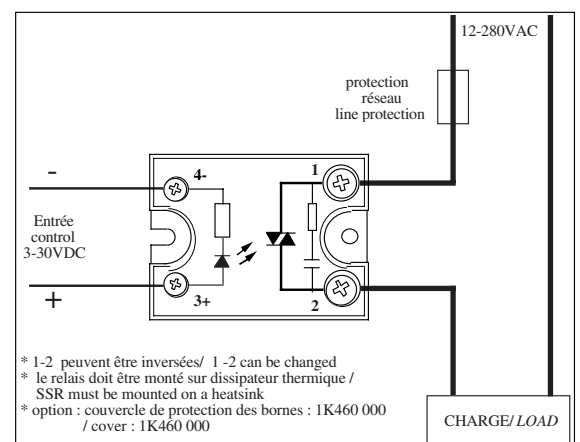 12-280VAC
protection
réseau
line protection
-
4-
1
Entrée
control
3-30VDC
+
3+
2
* 1-2 peuvent être inversées/ 1 -2 can be changed
* le relais doit être monté sur dissipateur thermique /
SSR must be mounted on a heatsink
* option : couvercle de protection des bornes : 1K460 000
/ cover : 1K460 000
CHARGE/ LOAD